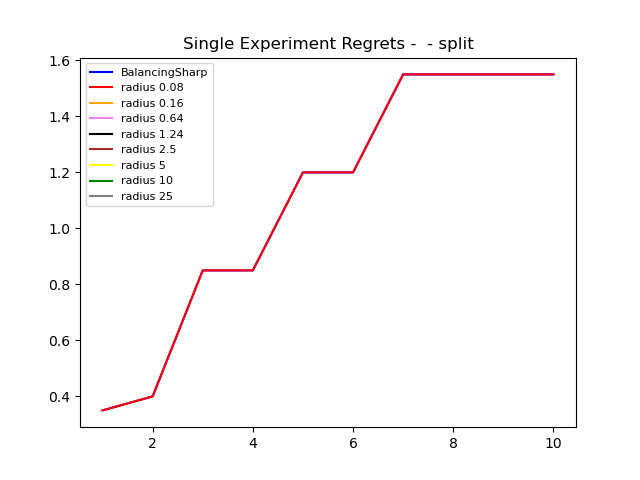 Single Experiment Regrets -  - split
1.6
1.4
1.2
1.0
0.8
0.6
0.4
BalancingSharp
radius 0.08
radius 0.16
radius 0.64
radius 1.24
radius 2.5
radius 5
radius 10
radius 25
2
4
6
8
10